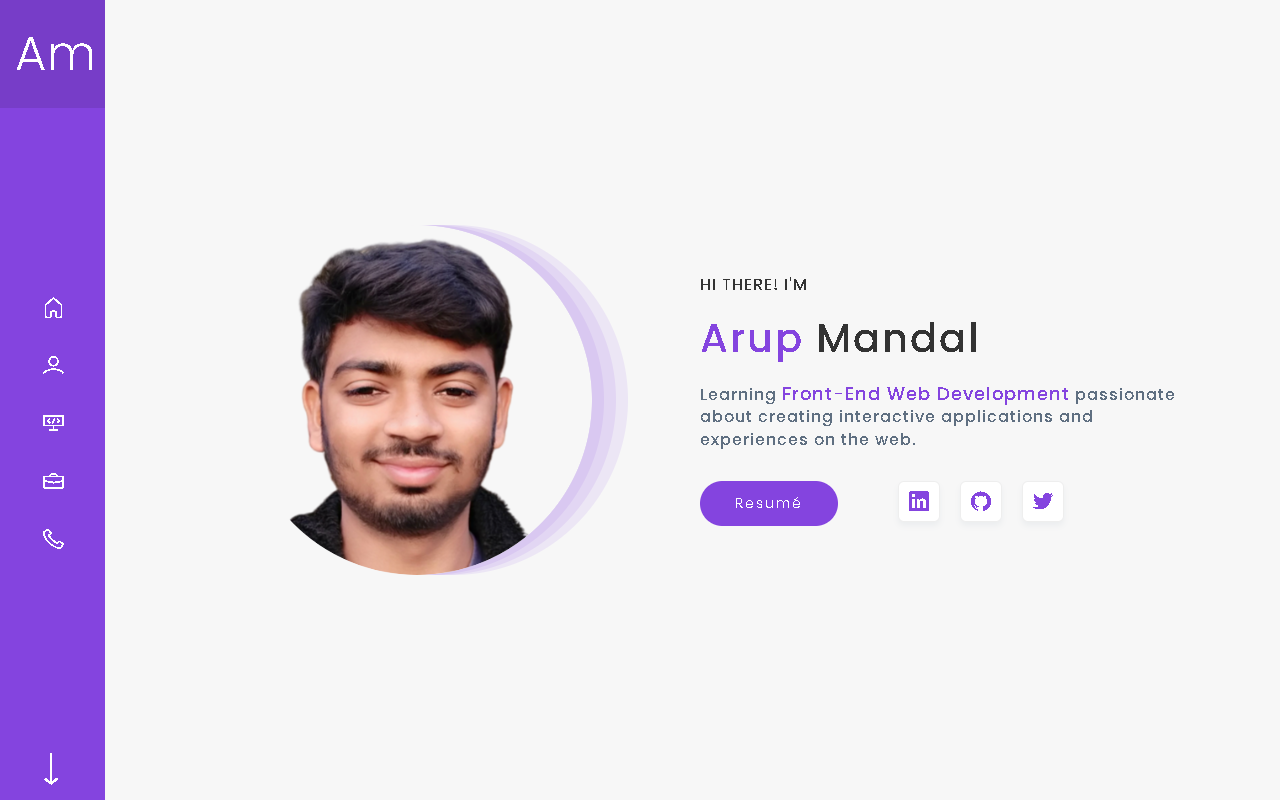 Am
HI THERE! I'M
Arup Mandal
Learning Front-End Web Development passionate
about creating interactive applications and
experiences on the web.
Resumé